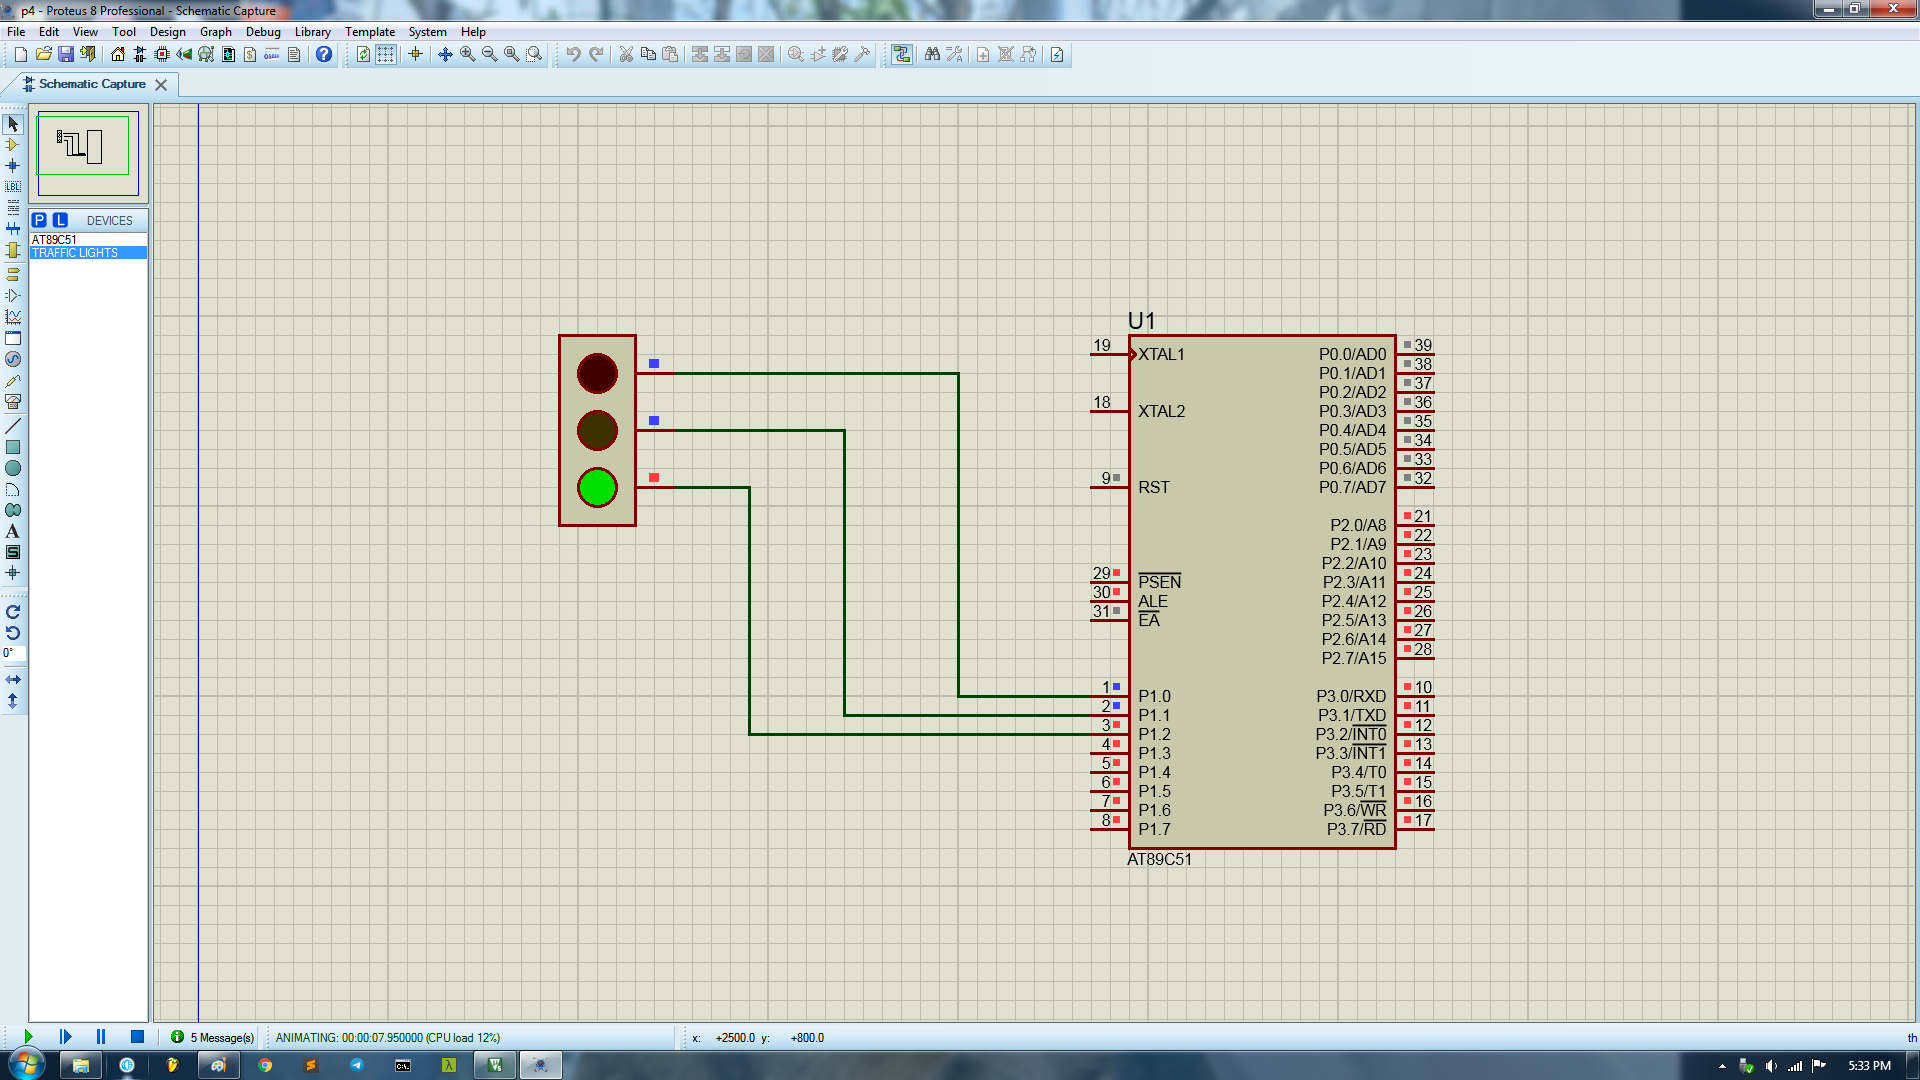 p4 - Proteus 8 Professional - Schematic Capture
File Edit View Tool Design Graph Debug Library Template System Help
Schematic Capture
P L DEVICES
AT89C51
TRAFFIC LIGHTS
LBL
A
S
0°
U1
19 XTAL1
18 XTAL2
9 RST
29 PSEN
30 ALE
31 EA
1 P1.0
2 P1.1
3 P1.2
4 P1.3
5 P1.4
6 P1.5
7 P1.6
8 P1.7
P0.0/AD0 39
P0.1/AD1 38
P0.2/AD2 37
P0.3/AD3 36
P0.4/AD4 35
P0.5/AD5 34
P0.6/AD6 33
P0.7/AD7 32
P2.0/A8 21
P2.1/A9 22
P2.2/A10 23
P2.3/A11 24
P2.4/A12 25
P2.5/A13 26
P2.6/A14 27
P2.7/A15 28
P3.0/RXD 10
P3.1/TXD 11
P3.2/INT0 12
P3.3/INT1 13
P3.4/T0 14
P3.5/T1 15
P3.6/WR 16
P3.7/RD 17
AT89C51
5 Message(s) ANIMATING: 00:00:07.950000 (CPU load 12%) x: +2500.0 y: +800.0 th
5:33 PM